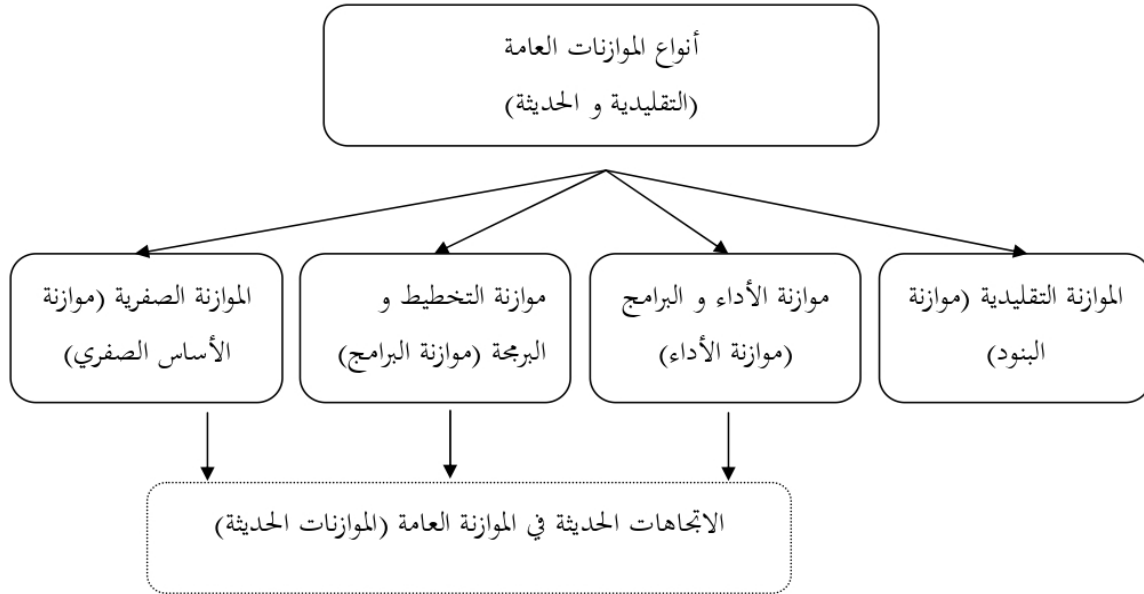 أنواع الموازنات العامة
(التقليدية و الحديثة)
الموازنة التقليدية (موازنة
البنود)
موازنة الأداء و البرامج
(موازنة الأداء)
موازنة التخطيط و
البرمجة (موازنة البرامج)
الموازنة الصفرية (موازنة
الأساس الصفري)
الاتجاهات الحديثة في الموازنة العامة (الموازنات الحديثة)